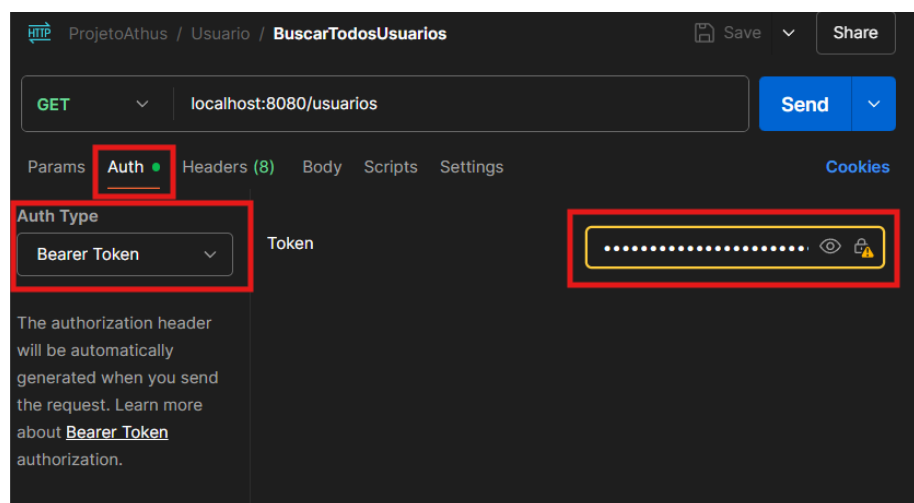 HTTP ProjetoAthus / Usuario / BuscarTodosUsuarios Save Share
GET localhost:8080/usuarios Send
Params Auth Headers (8) Body Scripts Settings Cookies
Auth Type
Bearer Token
Token
The authorization header
will be automatically
generated when you send
the request. Learn more
about Bearer Token
authorization.